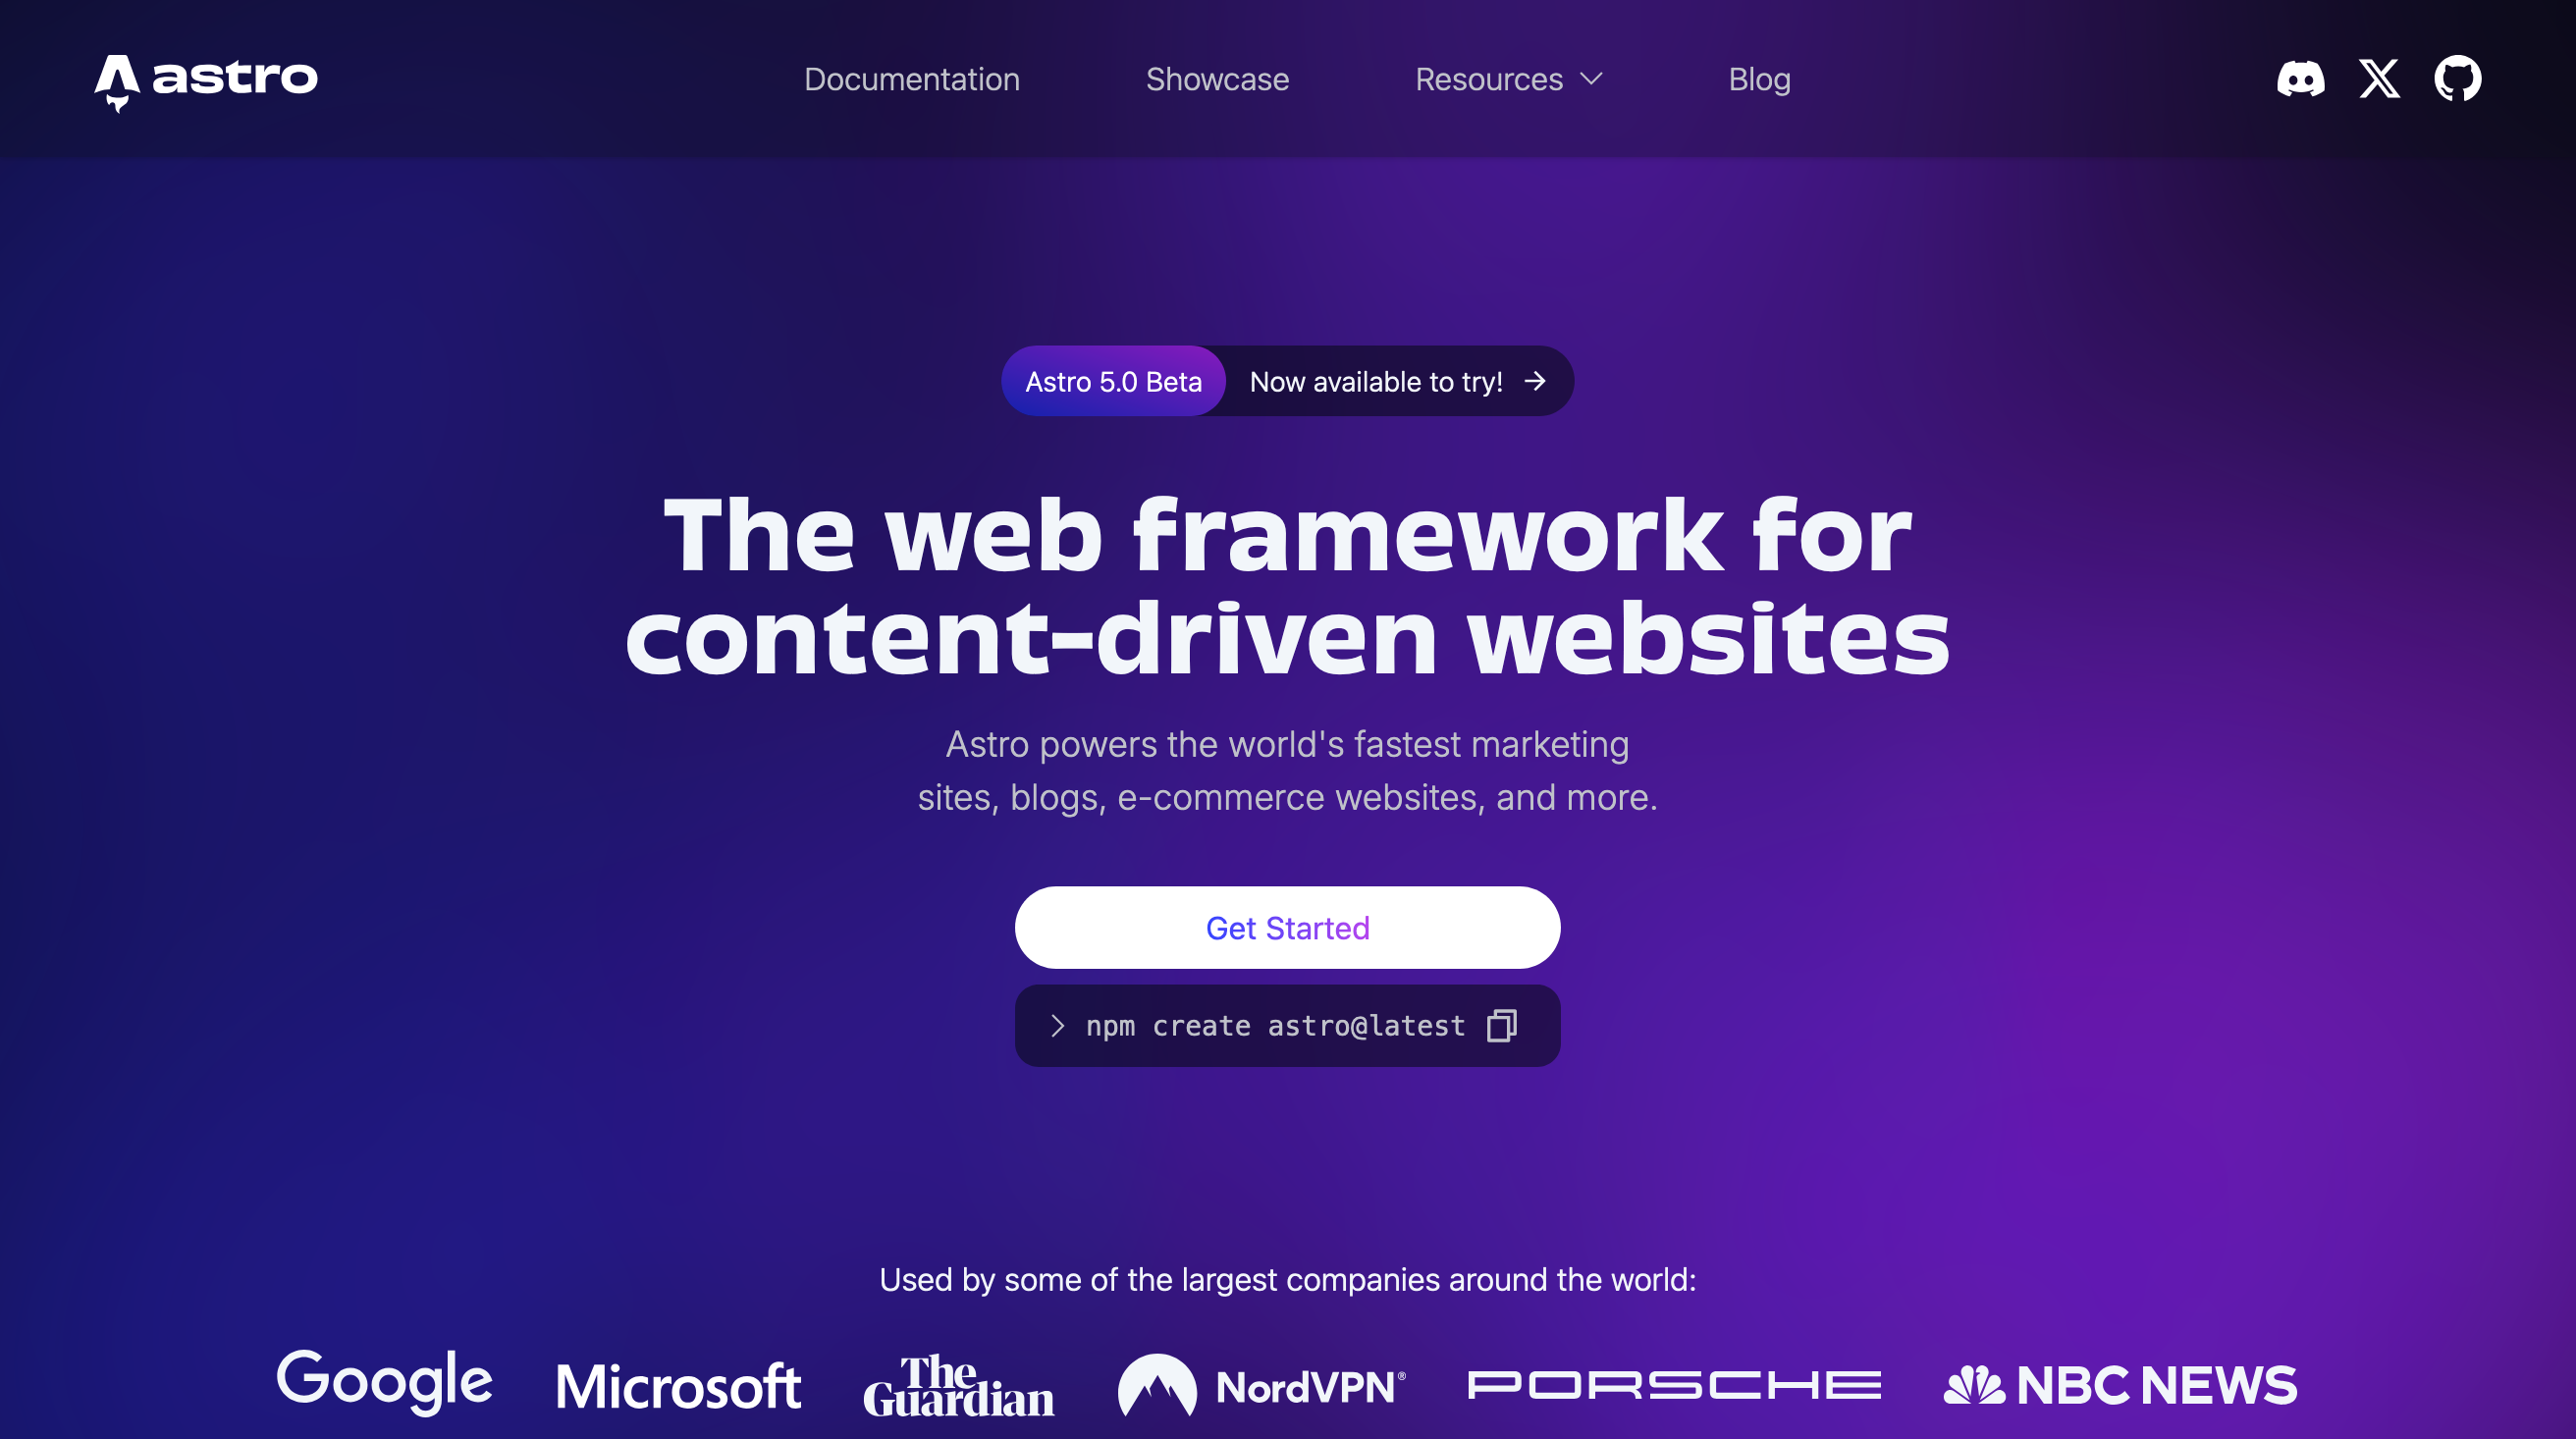 astro
Documentation
Showcase
Resources
Blog
Astro 5.0 Beta
Now available to try!
The web framework for
content-driven websites
Astro powers the world's fastest marketing
sites, blogs, e-commerce websites, and more.
Get Started
npm create astro@latest
Used by some of the largest companies around the world:
Google
Microsoft
The
Guardian
NordVPN®
PORSCHE
NBC NEWS